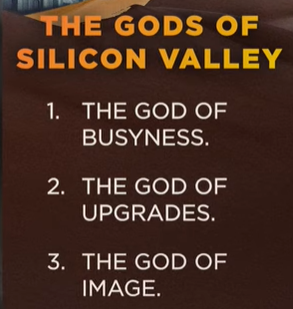 THE GODS OF
SILICON VALLEY
1. THE GOD OF
BUSYNESS.
2. THE GOD OF
UPGRADES.
3. THE GOD OF
IMAGE.